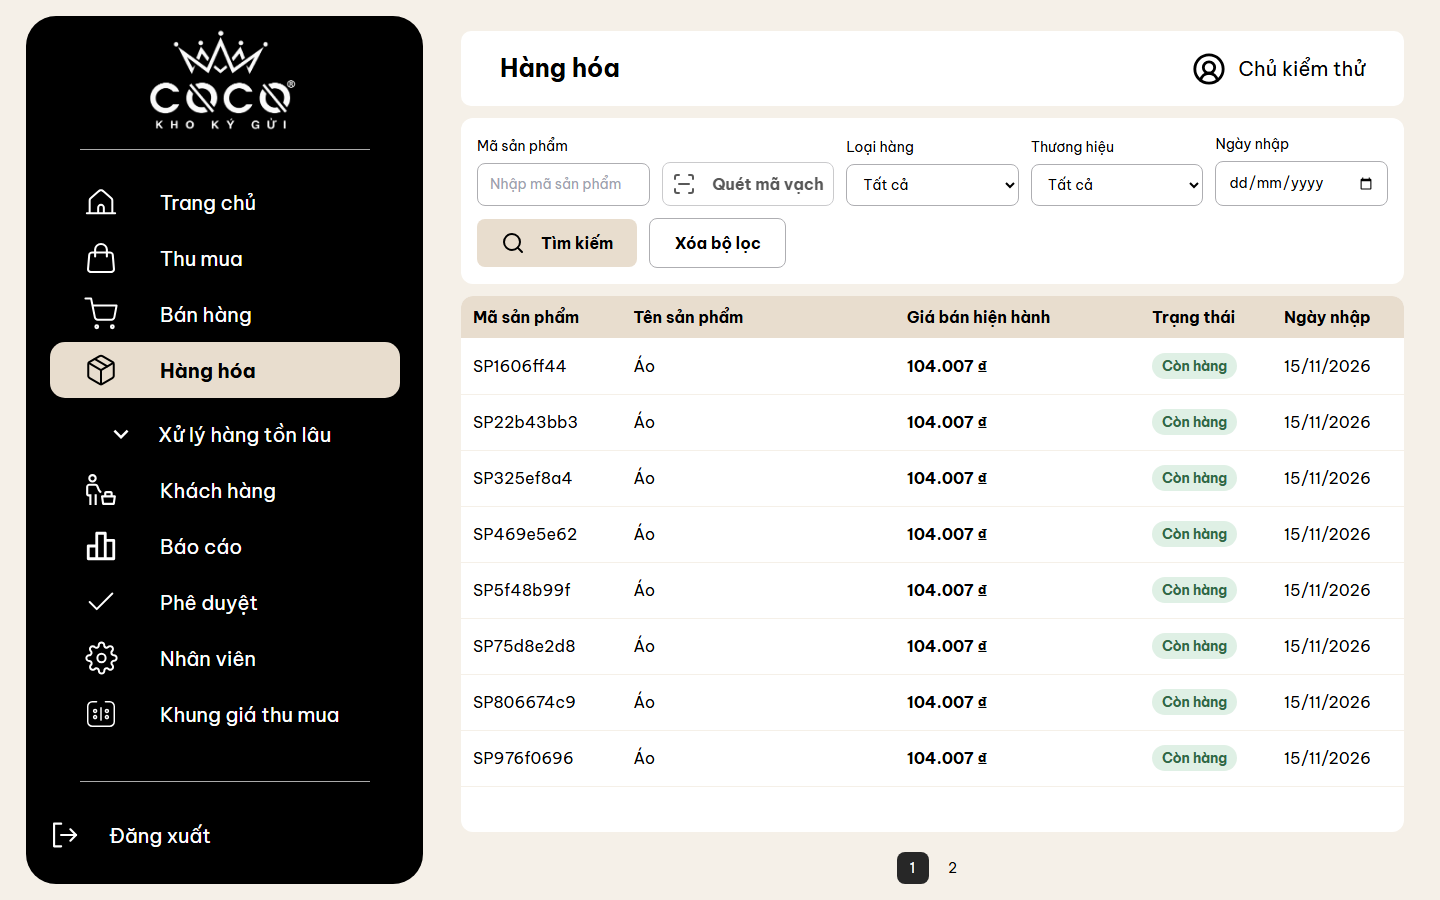 COCO®
KHO KÝ GỬI
Trang chủ
Thu mua
Bán hàng
Hàng hóa
Xử lý hàng tồn lâu
Khách hàng
Báo cáo
Phê duyệt
Nhân viên
Khung giá thu mua
Đăng xuất
Hàng hóa
Chủ kiểm thử
Mã sản phẩm
Nhập mã sản phẩm
Quét mã vạch
Loại hàng
Tất cả
Thương hiệu
Tất cả
Ngày nhập
dd/mm/yyyy
Tìm kiếm
Xóa bộ lọc
Mã sản phẩm Tên sản phẩm Giá bán hiện hành Trạng thái Ngày nhập
SP1606ff44 Áo 104.007 ₫ Còn hàng 15/11/2026
SP22b43bb3 Áo 104.007 ₫ Còn hàng 15/11/2026
SP325ef8a4 Áo 104.007 ₫ Còn hàng 15/11/2026
SP469e5e62 Áo 104.007 ₫ Còn hàng 15/11/2026
SP5f48b99f Áo 104.007 ₫ Còn hàng 15/11/2026
SP75d8e2d8 Áo 104.007 ₫ Còn hàng 15/11/2026
SP806674c9 Áo 104.007 ₫ Còn hàng 15/11/2026
SP976f0696 Áo 104.007 ₫ Còn hàng 15/11/2026
1 2